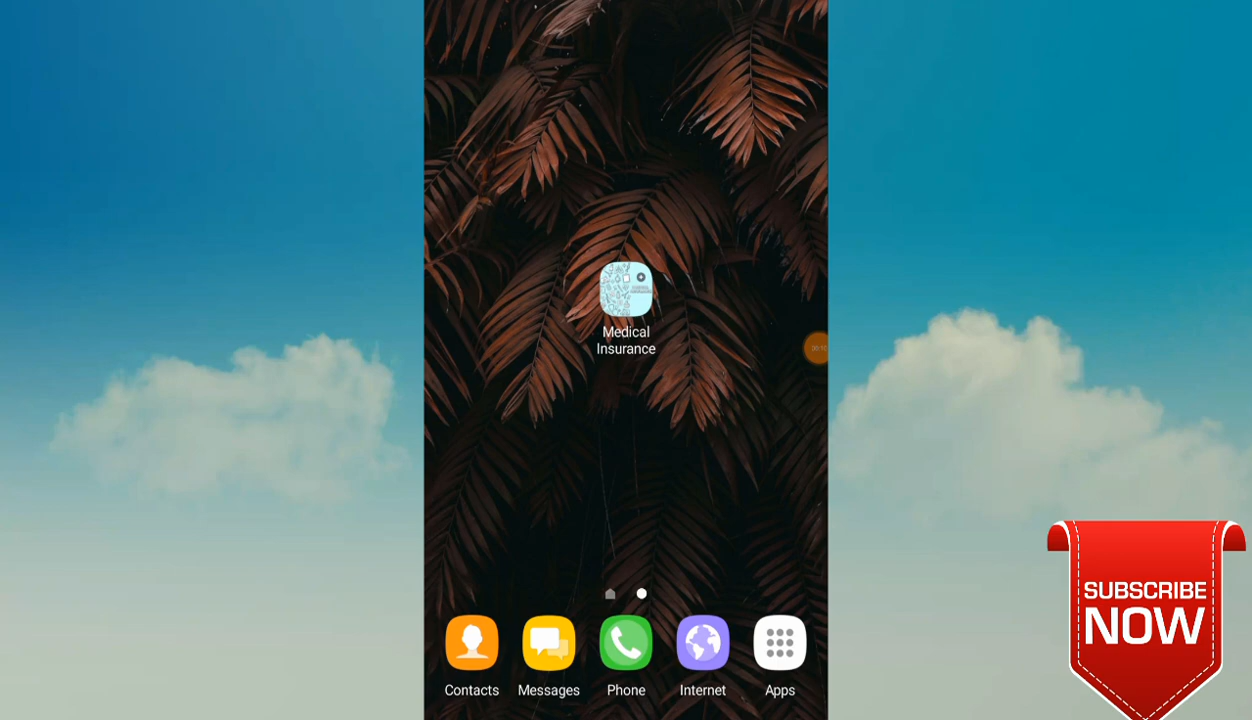 Medical
Insurance
Contacts
Messages
Phone
Internet
Apps
SUBSCRIBE
NOW